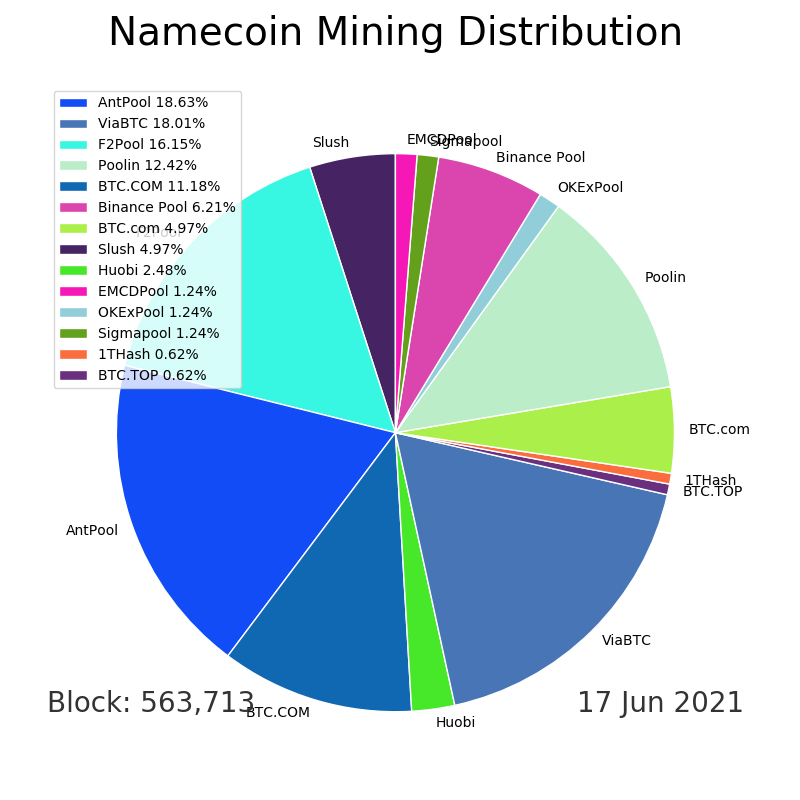 Namecoin Mining Distribution
AntPool 18.63%
ViaBTC 18.01%
F2Pool 16.15%
Poolin 12.42%
BTC.COM 11.18%
Binance Pool 6.21%
BTC.com 4.97%
Slush 4.97%
Huobi 2.48%
EMCDPool 1.24%
OKExPool 1.24%
Sigmapool 1.24%
1THash 0.62%
BTC.TOP 0.62%
Slush
EMCDPool
Sigmapool
Binance Pool
OKExPool
F2Pool
Poolin
BTC.com
1THash
BTC.TOP
AntPool
ViaBTC
Block: 563,713
17 Jun 2021
BTC.COM
Huobi